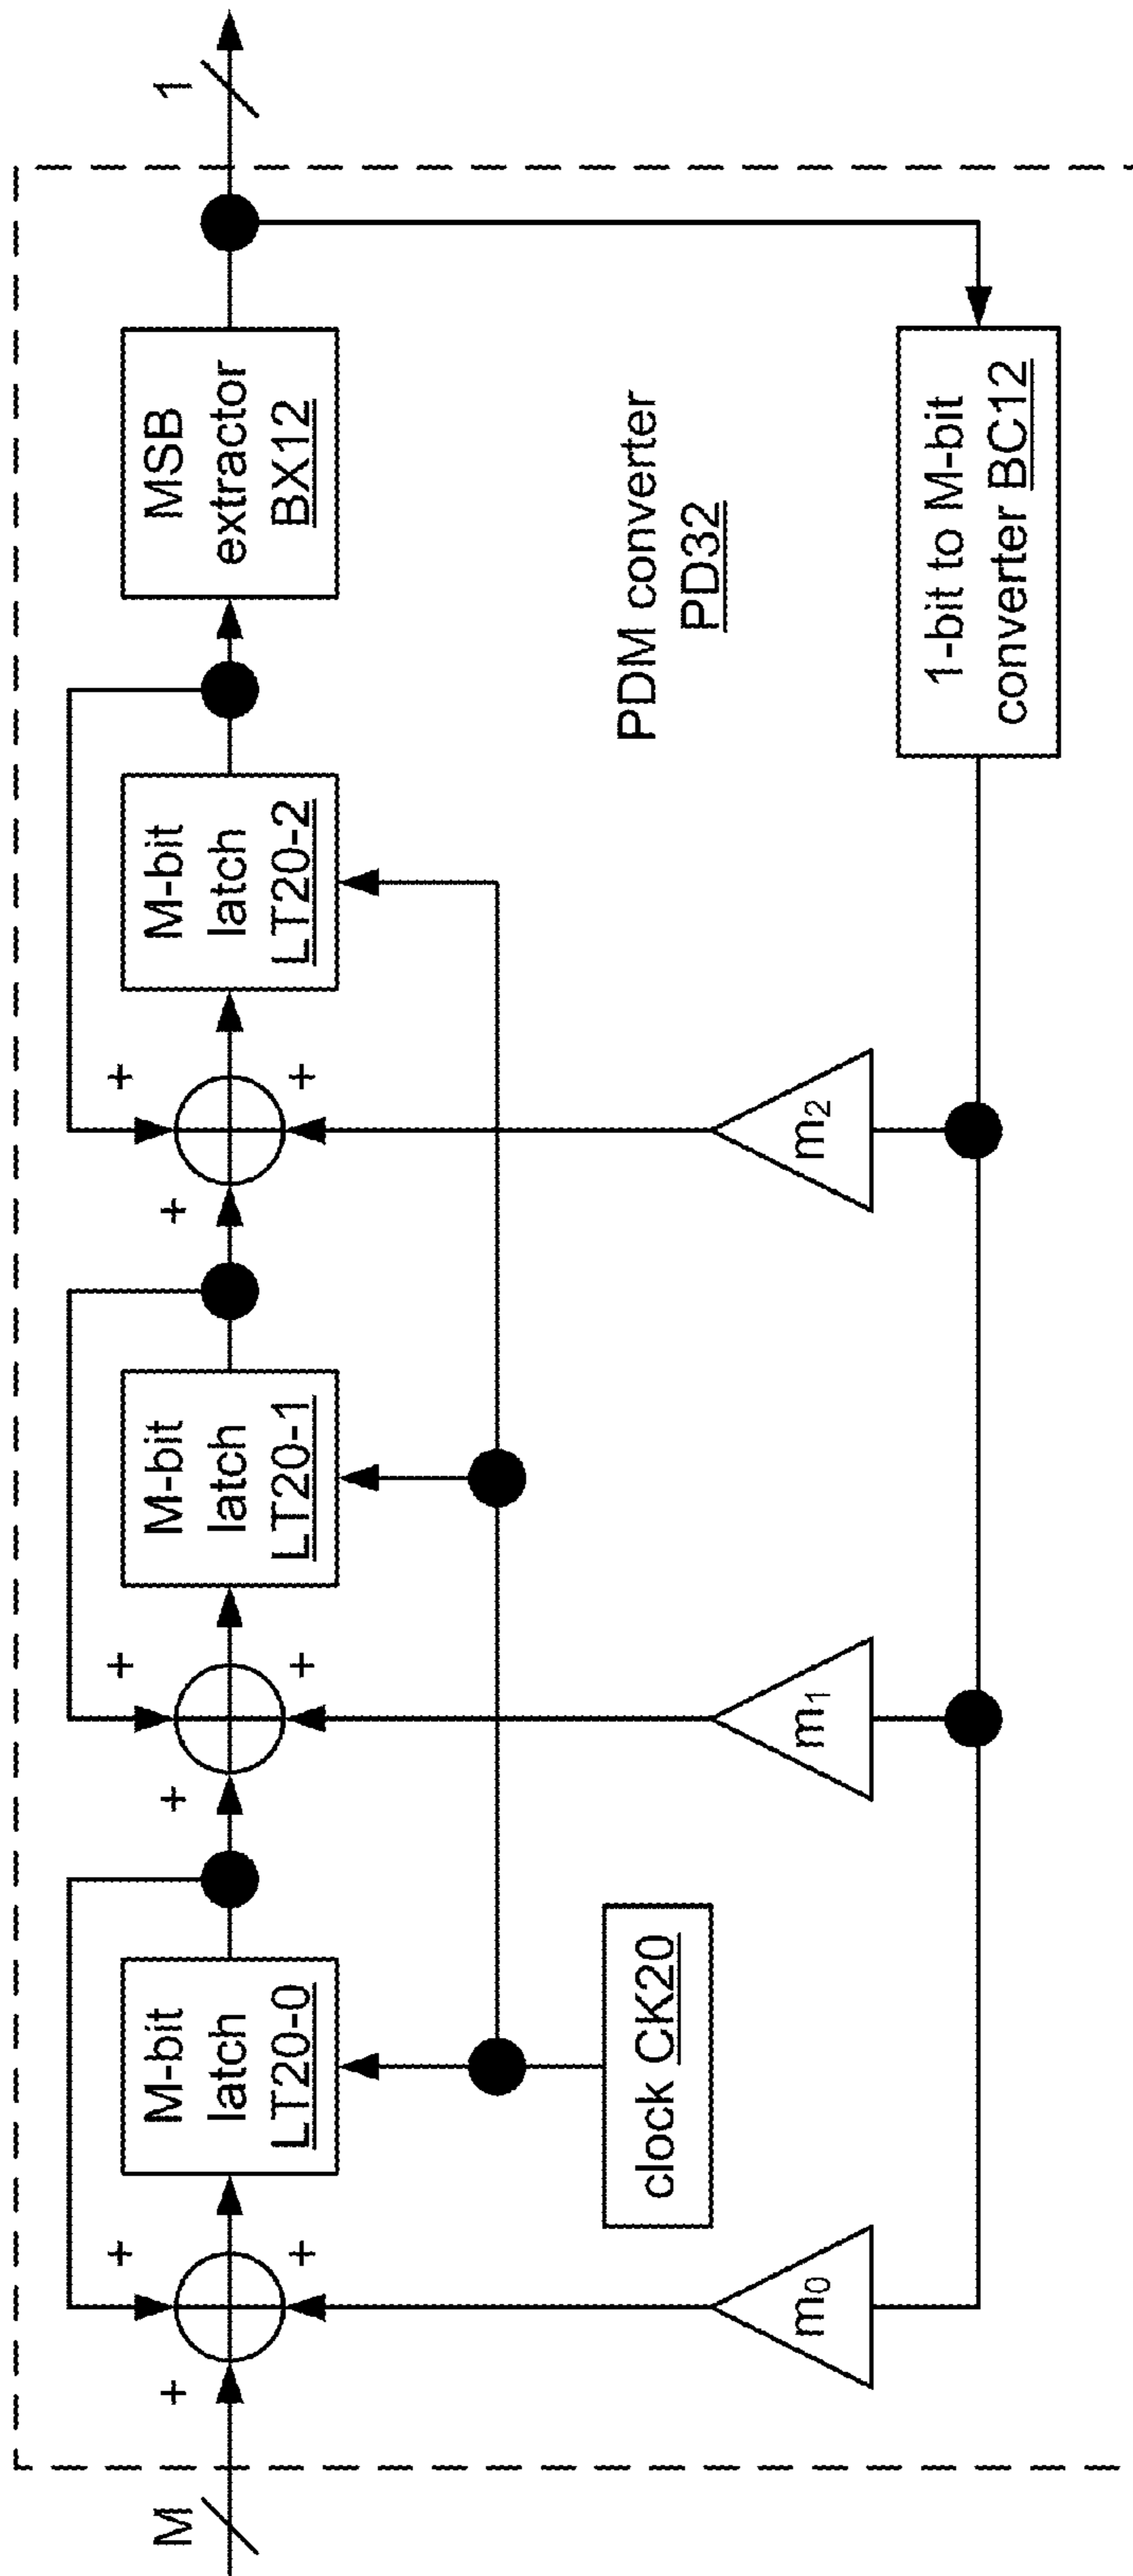 M
+
+
+
M-bit
latch
LT20-0
+
+
+
M-bit
latch
LT20-1
+
+
+
M-bit
latch
LT20-2
MSB
extractor
BX12
1
clock CK20
PDM converter
PD32
m₀
m₁
m₂
1-bit to M-bit
converter BC12